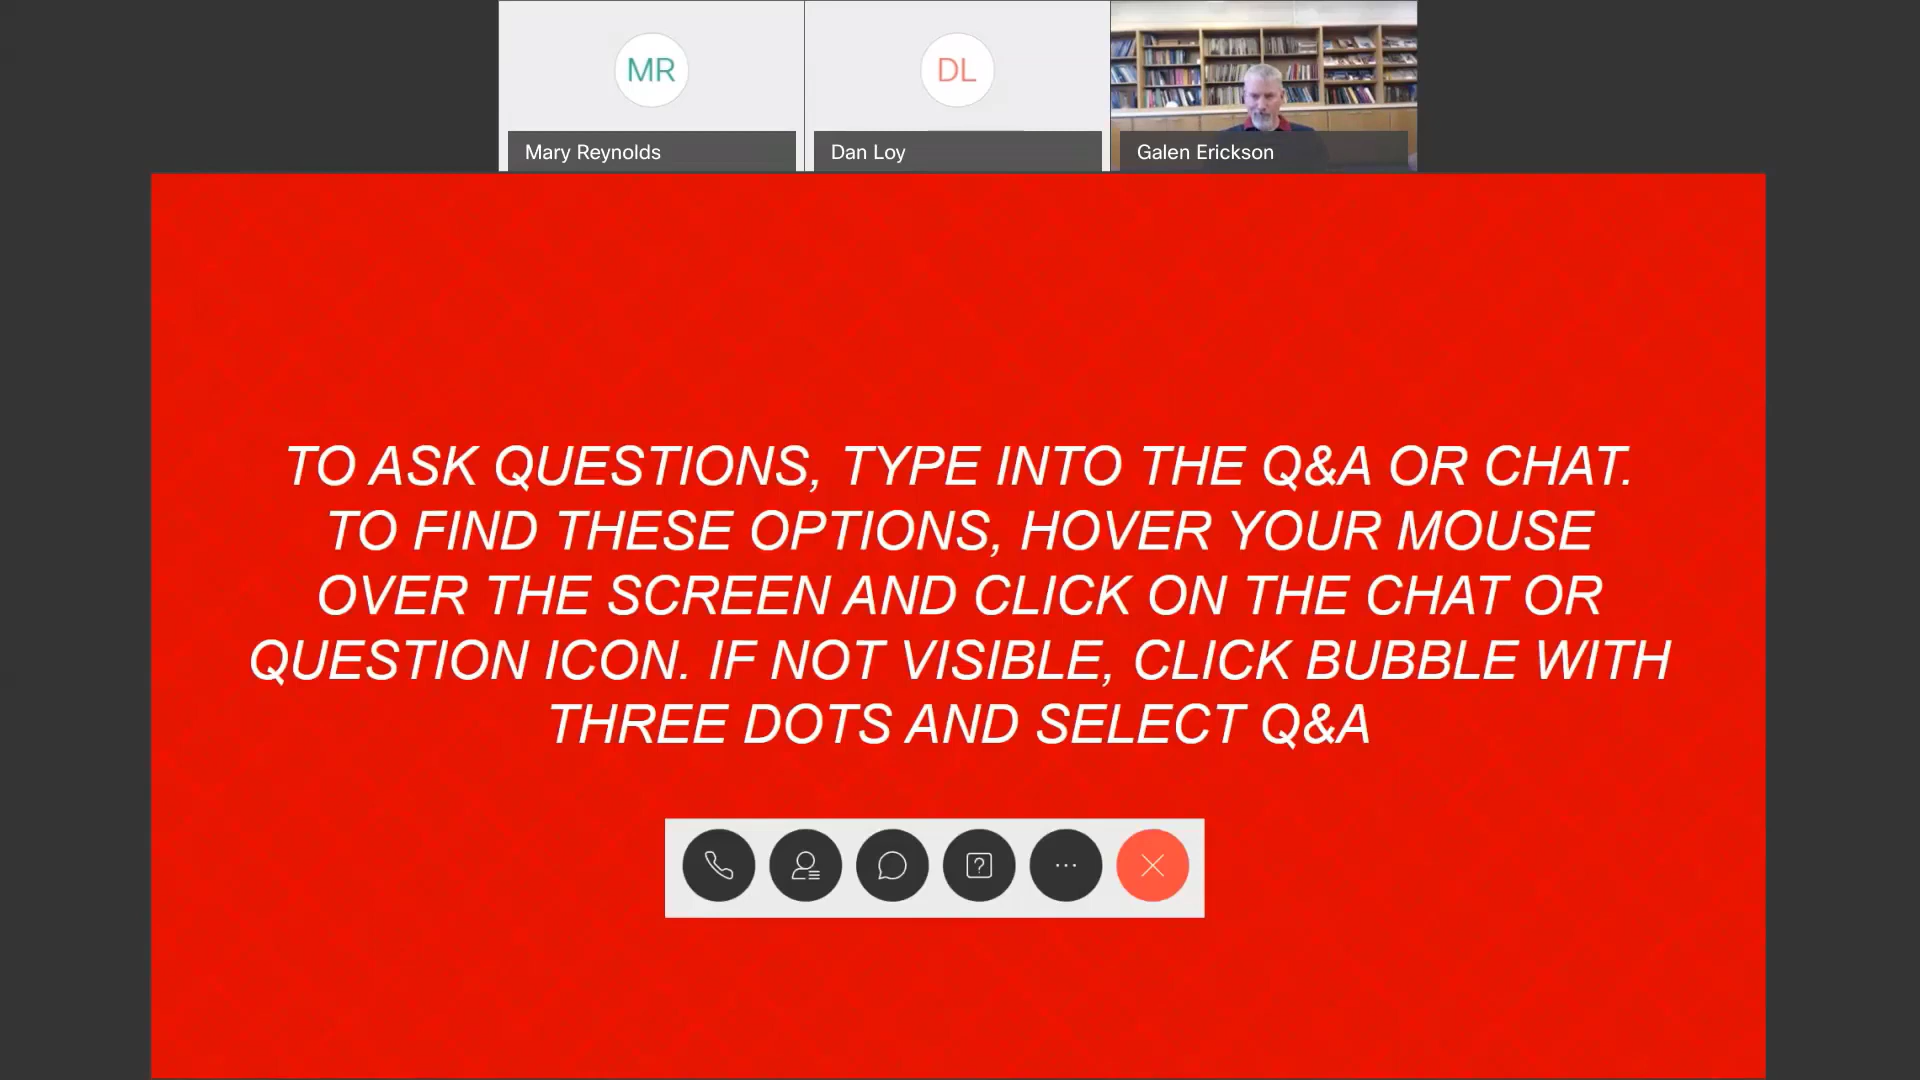 MR
DL
Mary Reynolds
Dan Loy
Galen Erickson
TO ASK QUESTIONS, TYPE INTO THE Q&A OR CHAT.
TO FIND THESE OPTIONS, HOVER YOUR MOUSE
OVER THE SCREEN AND CLICK ON THE CHAT OR
QUESTION ICON. IF NOT VISIBLE, CLICK BUBBLE WITH
THREE DOTS AND SELECT Q&A
?